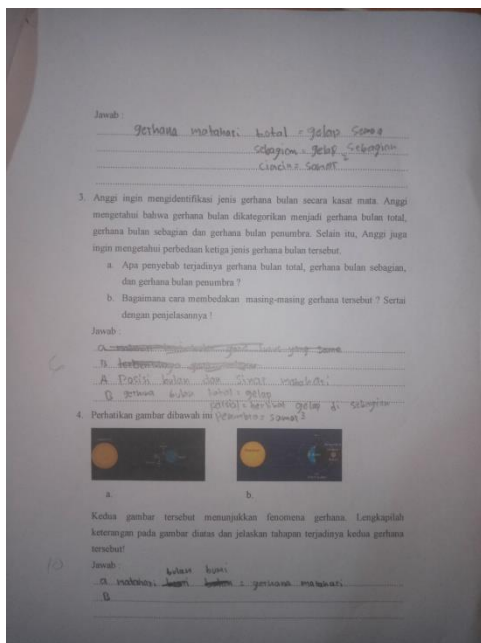 Jawab :
gerhana matahari total = gelap semua
sebagian = gelap sebagian
cincin = samar
3. Anggi ingin mengidentifikasi jenis gerhana bulan secara kasat mata. Anggi
mengetahui bahwa gerhana bulan dikategorikan menjadi gerhana bulan total,
gerhana bulan sebagian dan gerhana bulan penumbra. Selain itu, Anggi juga
ingin mengetahui perbedaan ketiga jenis gerhana bulan tersebut.
a. Apa penyebab terjadinya gerhana bulan total, gerhana bulan sebagian,
dan gerhana bulan penumbra ?
b. Bagaimana cara membedakan masing-masing gerhana tersebut ? Sertai
dengan penjelasannya !
Jawab :
A Posisi bulan dan sinar matahari
B gerhana bulan total = gelap
gelap di sebagian
4. Perhatikan gambar dibawah ini
a. b.
Kedua gambar tersebut menunjukkan fenomena gerhana. Lengkapilah
keterangan pada gambar diatas dan jelaskan tahapan terjadinya kedua gerhana
tersebut!
10
Jawab :
bulan bumi
a matahari = gerhana matahari
B